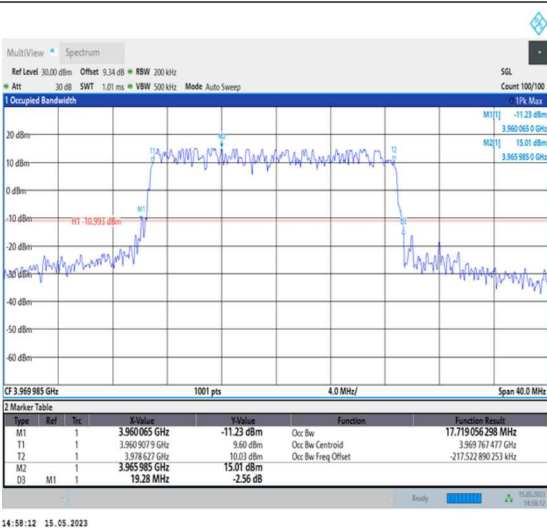 MultiView Spectrum
Ref Level 30.00 dBm Offset 9.34 dB RBW 200 kHz SGL
Att 30 dB SWT 1.01 ms VBW 500 kHz Mode Auto Sweep Count 100/100
1 Occupied Bandwidth 1Pk Max
M1[1] -11.23 dBm
3.960 065 0 GHz
M2[1] 15.01 dBm
3.965 985 0 GHz
20 dBm
M2
T1
T2
10 dBm
0 dBm
M1
-10 dBm
H1 -10.993 dBm
D3
-20 dBm
-30 dBm
-40 dBm
-50 dBm
-60 dBm
CF 3.969 985 GHz 1001 pts 4.0 MHz/ Span 40.0 MHz
2 Marker Table
Type Ref Trc X-Value Y-Value Function Function Result
M1 1 3.960 065 GHz -11.23 dBm Occ Bw 17.719 056 298 MHz
T1 1 3.960 907 9 GHz 9.60 dBm Occ Bw Centroid 3.969 767 477 GHz
T2 1 3.978 627 GHz 10.03 dBm Occ Bw Freq Offset -217.522 890 253 kHz
M2 1 3.965 985 GHz 15.01 dBm
D3 M1 1 19.28 MHz -2.56 dB
Ready 15.05.2023
14:58:12
14:58:12 15.05.2023